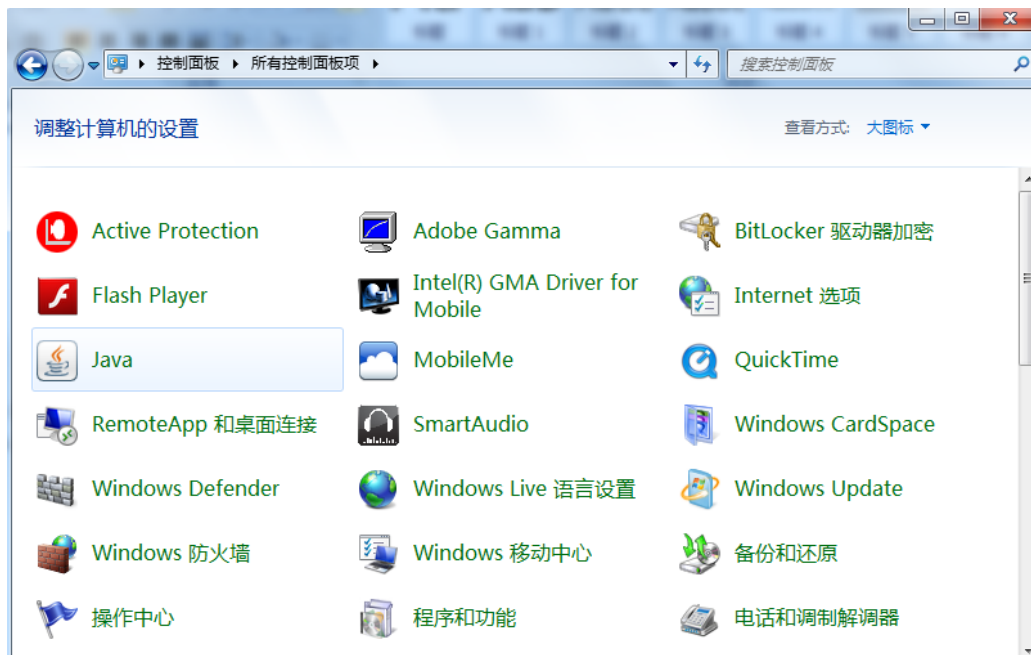 控制面板 所有控制面板项
搜索控制面板
调整计算机的设置
查看方式: 大图标
Active Protection
Adobe Gamma
BitLocker 驱动器加密
Flash Player
Intel(R) GMA Driver for
Mobile
Internet 选项
Java
MobileMe
QuickTime
RemoteApp 和桌面连接
SmartAudio
Windows CardSpace
Windows Defender
Windows Live 语言设置
Windows Update
Windows 防火墙
Windows 移动中心
备份和还原
操作中心
程序和功能
电话和调制解调器